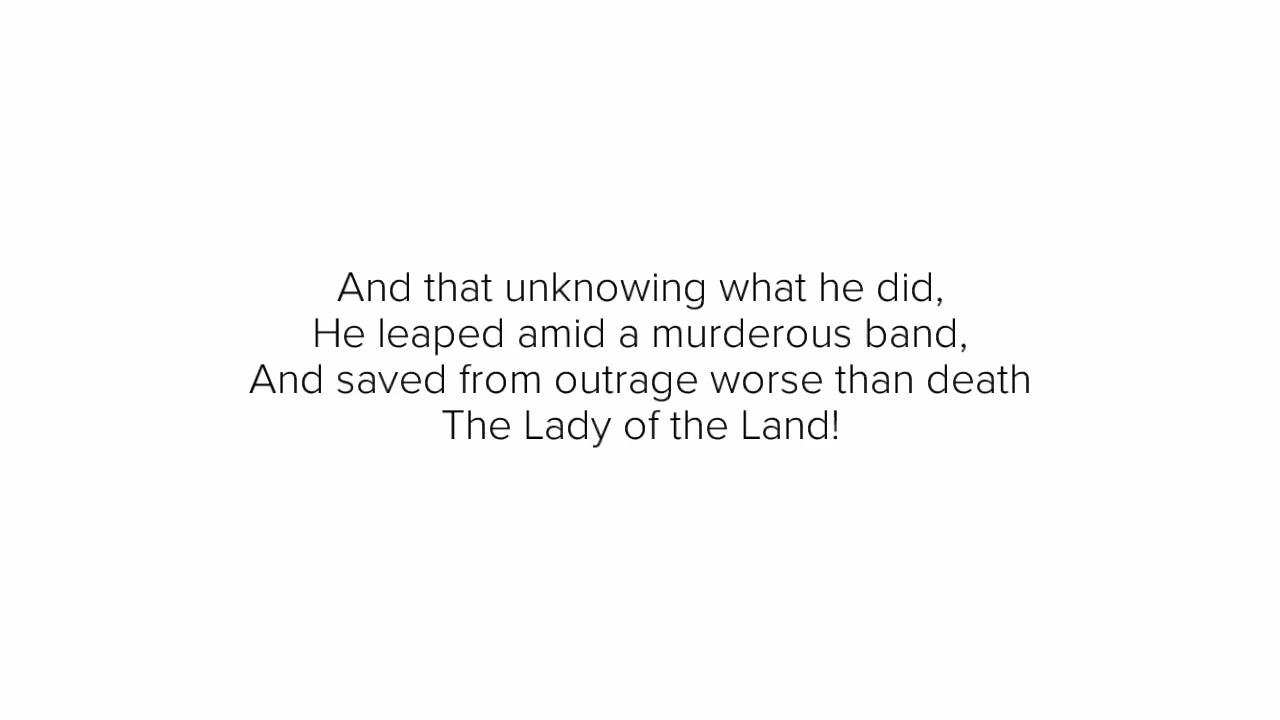 And that unknowing what he did,
He leaped amid a murderous band,
And saved from outrage worse than death
The Lady of the Land!